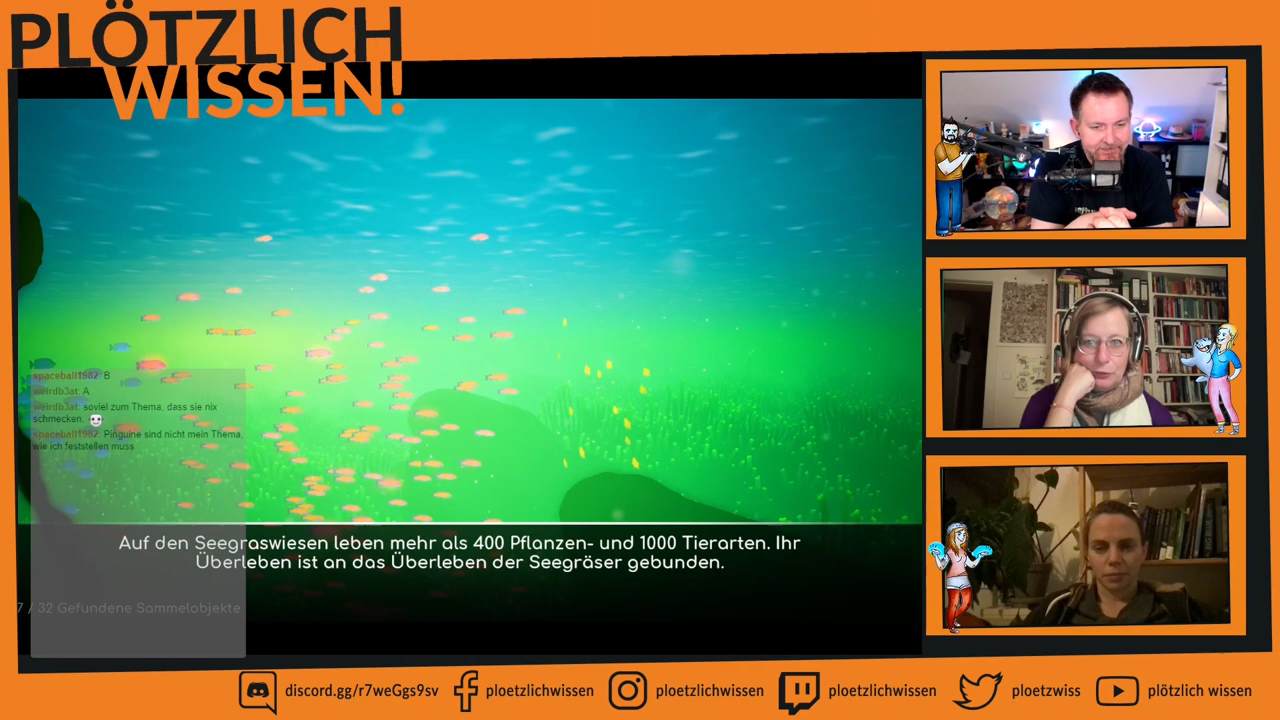 PLÖTZLICH
WISSEN!
spaceball1982: B
weirdb3at: A
weirdb3at: soviel zum Thema, dass sie nix
schmecken.
spaceball1982: Pinguine sind nicht mein Thema,
wie ich feststellen muss
Auf den Seegraswiesen leben mehr als 400 Pflanzen- und 1000 Tierarten. Ihr
Überleben ist an das Überleben der Seegräser gebunden.
7 / 32 Gefundene Sammelobjekte
discord.gg/r7weGgs9sv
ploetzlichwissen
ploetzlichwissen
ploetzlichwissen
ploetzwiss
plötzlich wissen